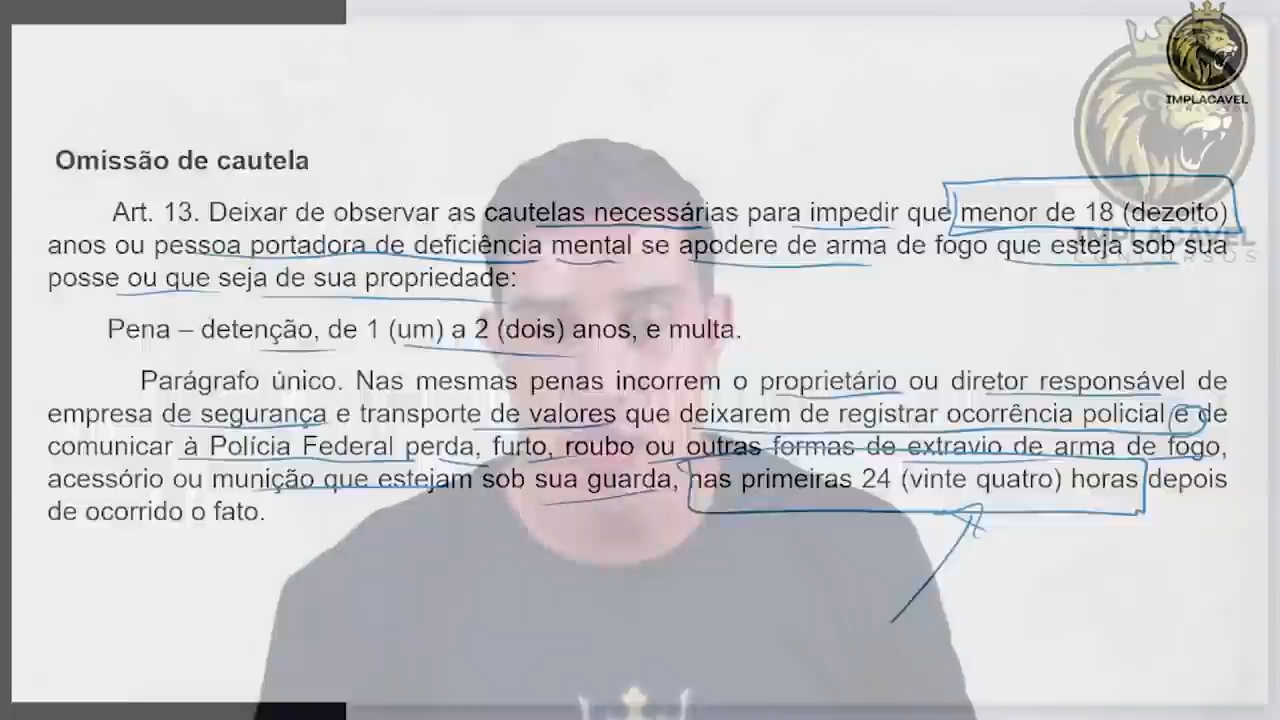 IMPLACAVEL
Omissão de cautela
Art. 13. Deixar de observar as cautelas necessárias para impedir que menor de 18 (dezoito)
anos ou pessoa portadora de deficiência mental se apodere de arma de fogo que esteja sob sua
posse ou que seja de sua propriedade:
IMPLACAVEL
CONCURSOS
Pena – detenção, de 1 (um) a 2 (dois) anos, e multa.
Parágrafo único. Nas mesmas penas incorrem o proprietário ou diretor responsável de
empresa de segurança e transporte de valores que deixarem de registrar ocorrência policial e de
comunicar à Polícia Federal perda, furto, roubo ou outras formas de extravio de arma de fogo,
acessório ou munição que estejam sob sua guarda, nas primeiras 24 (vinte quatro) horas depois
de ocorrido o fato.